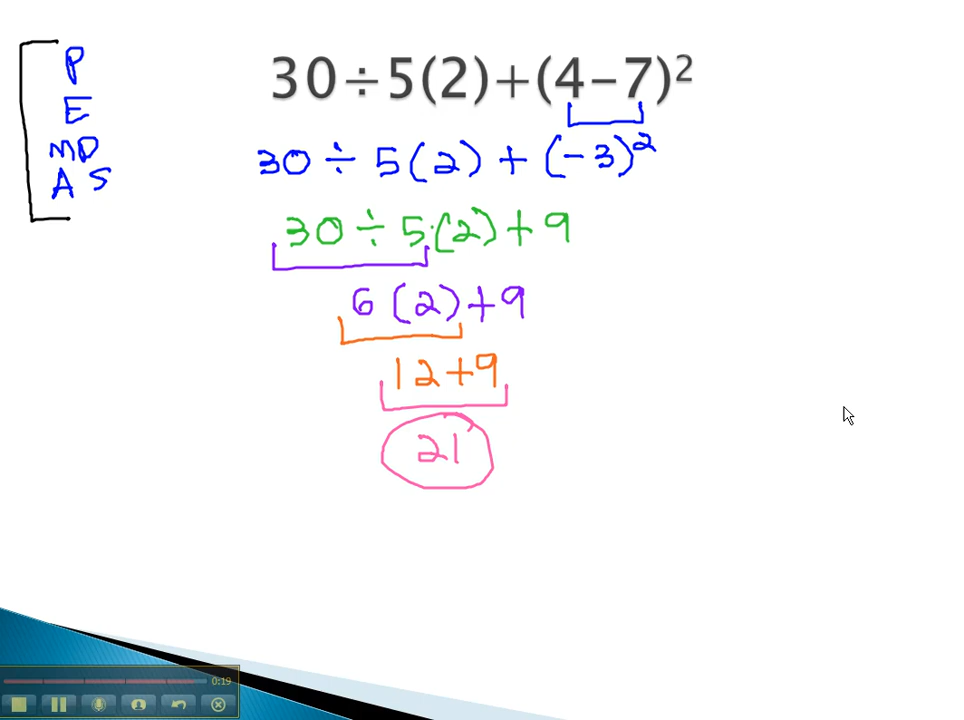 P
E
MD
A S
30÷5(2)+(4−7)²
30 ÷ 5(2) + (−3)²
30 ÷ 5·(2)+9
6(2)+9
12+9
21
0:19